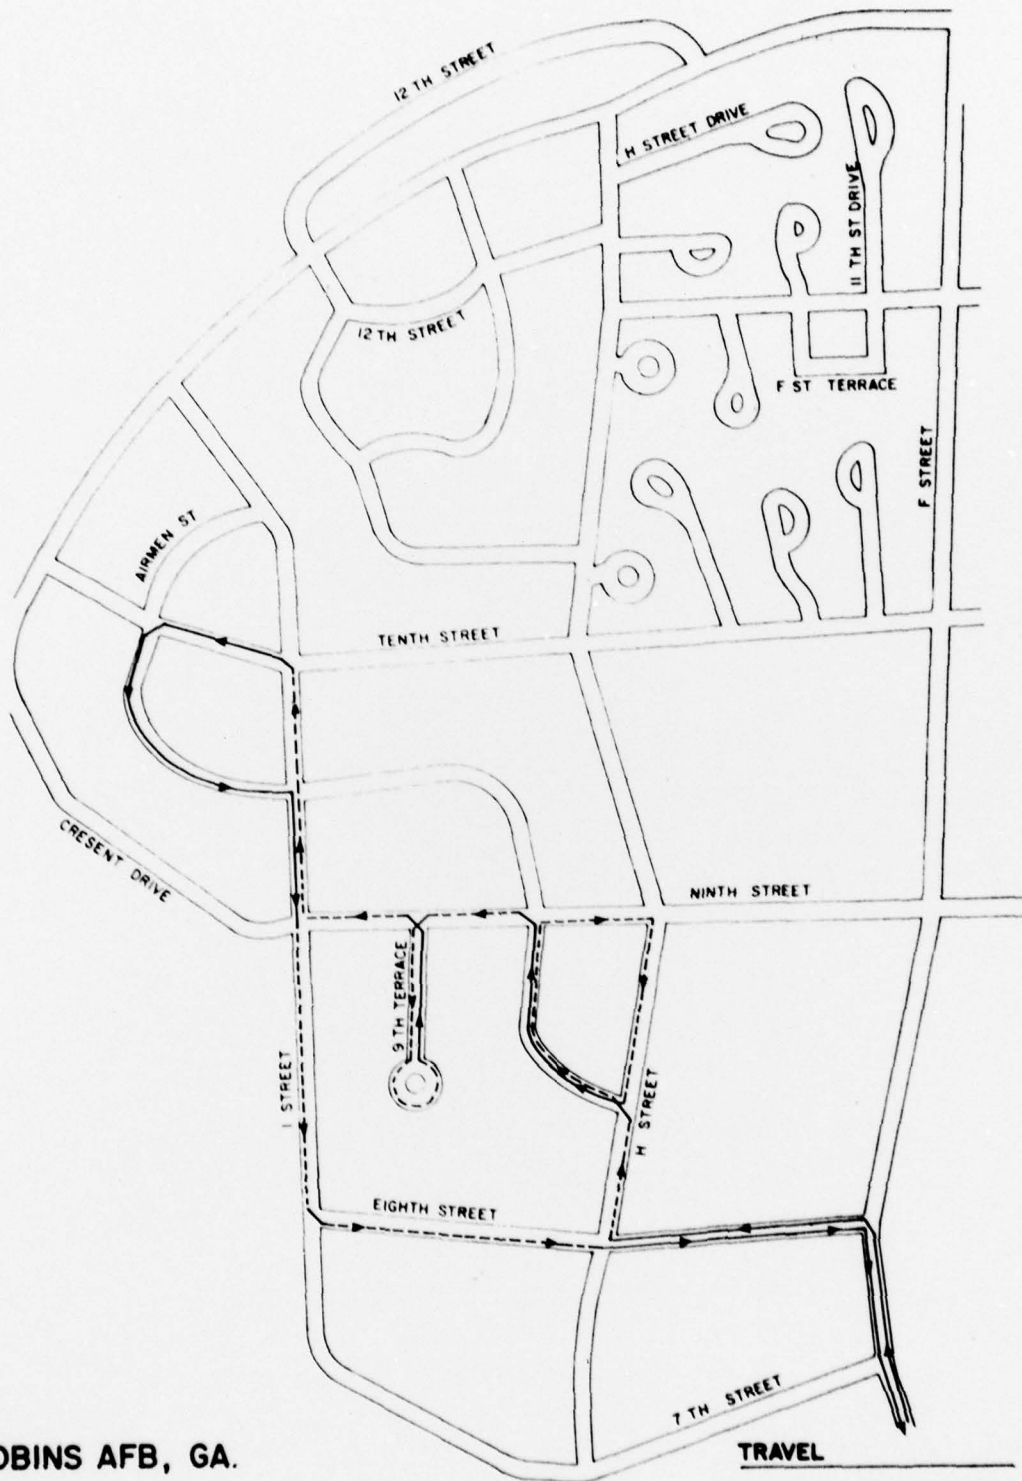 12 TH STREET
H STREET DRIVE
11 TH ST DRIVE
12 TH STREET
F ST TERRACE
F STREET
AIRMEN ST
TENTH STREET
CRESENT DRIVE
NINTH STREET
9 TH TERRACE
I STREET
H STREET
EIGHTH STREET
7 TH STREET
OBINS AFB, GA.
TRAVEL